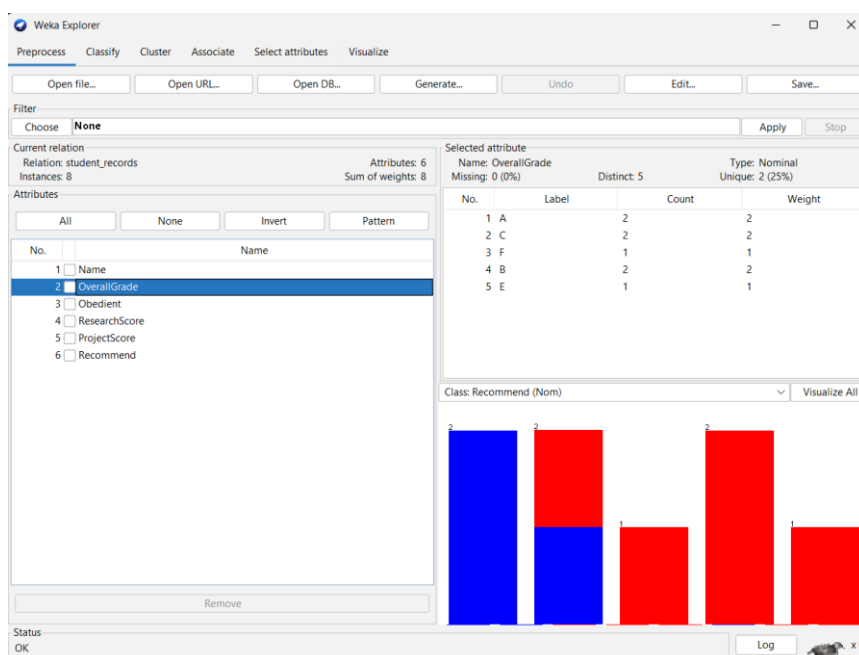 Weka Explorer
Preprocess Classify Cluster Associate Select attributes Visualize
Open file... Open URL... Open DB... Generate... Undo Edit... Save...
Filter
Choose None Apply Stop
Current relation
Relation: student_records Attributes: 6
Instances: 8 Sum of weights: 8
Attributes
All None Invert Pattern
No. Name
1 Name
2 OverallGrade
3 Obedient
4 ResearchScore
5 ProjectScore
6 Recommend
Remove
Selected attribute
Name: OverallGrade Type: Nominal
Missing: 0 (0%) Distinct: 5 Unique: 2 (25%)
No. Label Count Weight
1 A 2 2
2 C 2 2
3 F 1 1
4 B 2 2
5 E 1 1
Class: Recommend (Nom) Visualize All
2 2 1 2 1
Status
OK Log x